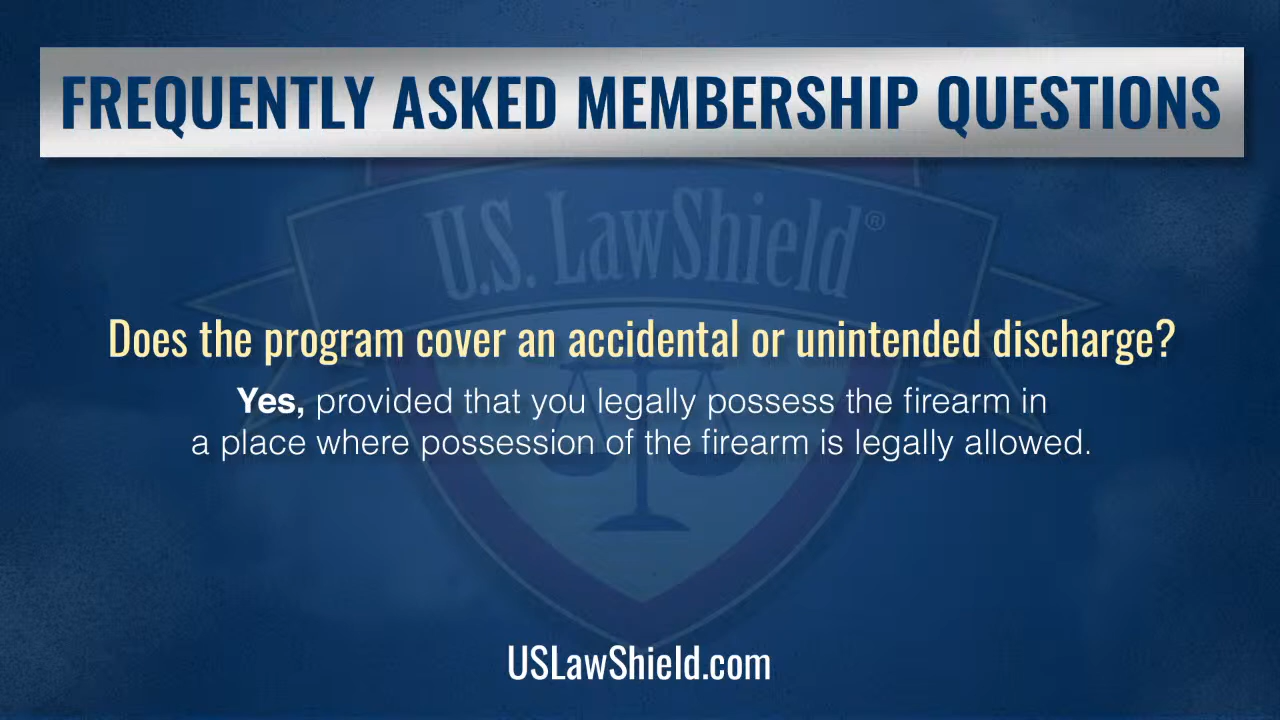 FREQUENTLY ASKED MEMBERSHIP QUESTIONS
U.S. LawShield®
Does the program cover an accidental or unintended discharge?
Yes, provided that you legally possess the firearm in
a place where possession of the firearm is legally allowed.
USLawShield.com